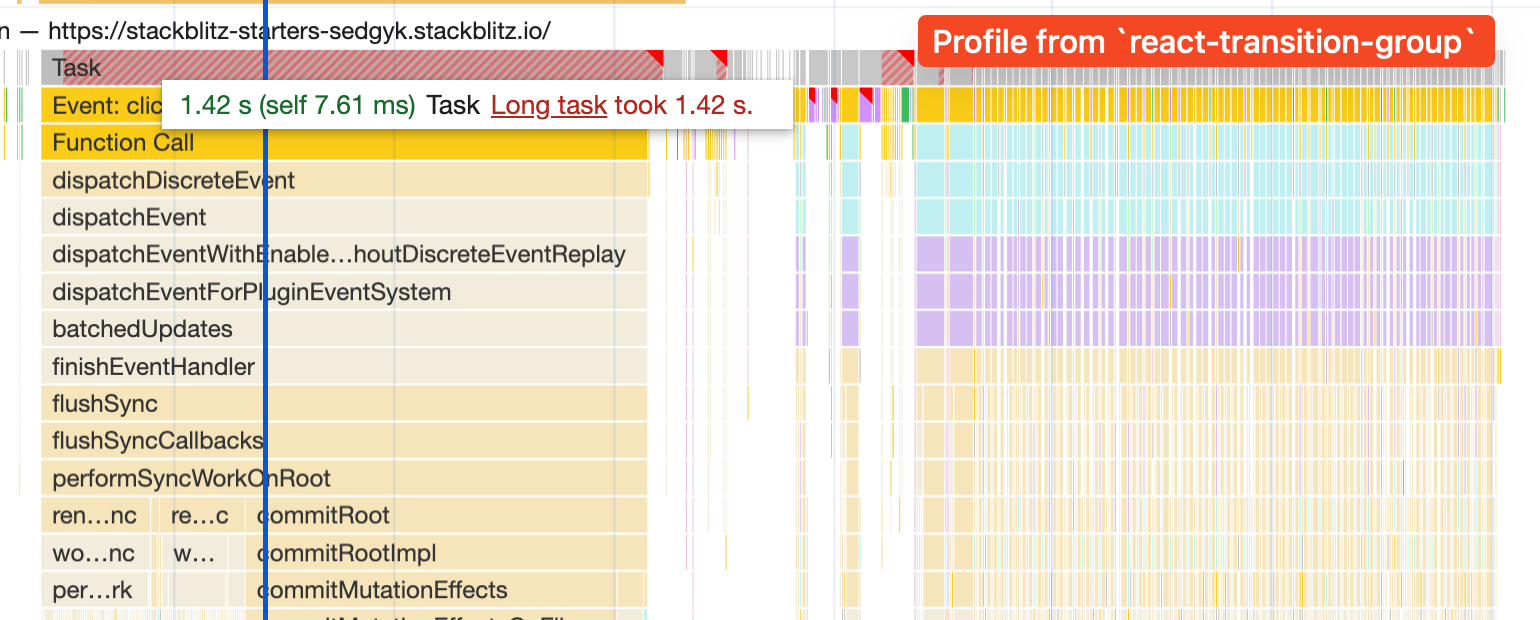 n — https://stackblitz-starters-sedgyk.stackblitz.io/
Profile from `react-transition-group`
Task
Event: clic
1.42 s (self 7.61 ms) Task Long task took 1.42 s.
Function Call
dispatchDiscreteEvent
dispatchEvent
dispatchEventWithEnable…houtDiscreteEventReplay
dispatchEventForPluginEventSystem
batchedUpdates
finishEventHandler
flushSync
flushSyncCallbacks
performSyncWorkOnRoot
ren…nc re…c commitRoot
wo…nc w… commitRootImpl
per…rk commitMutationEffects